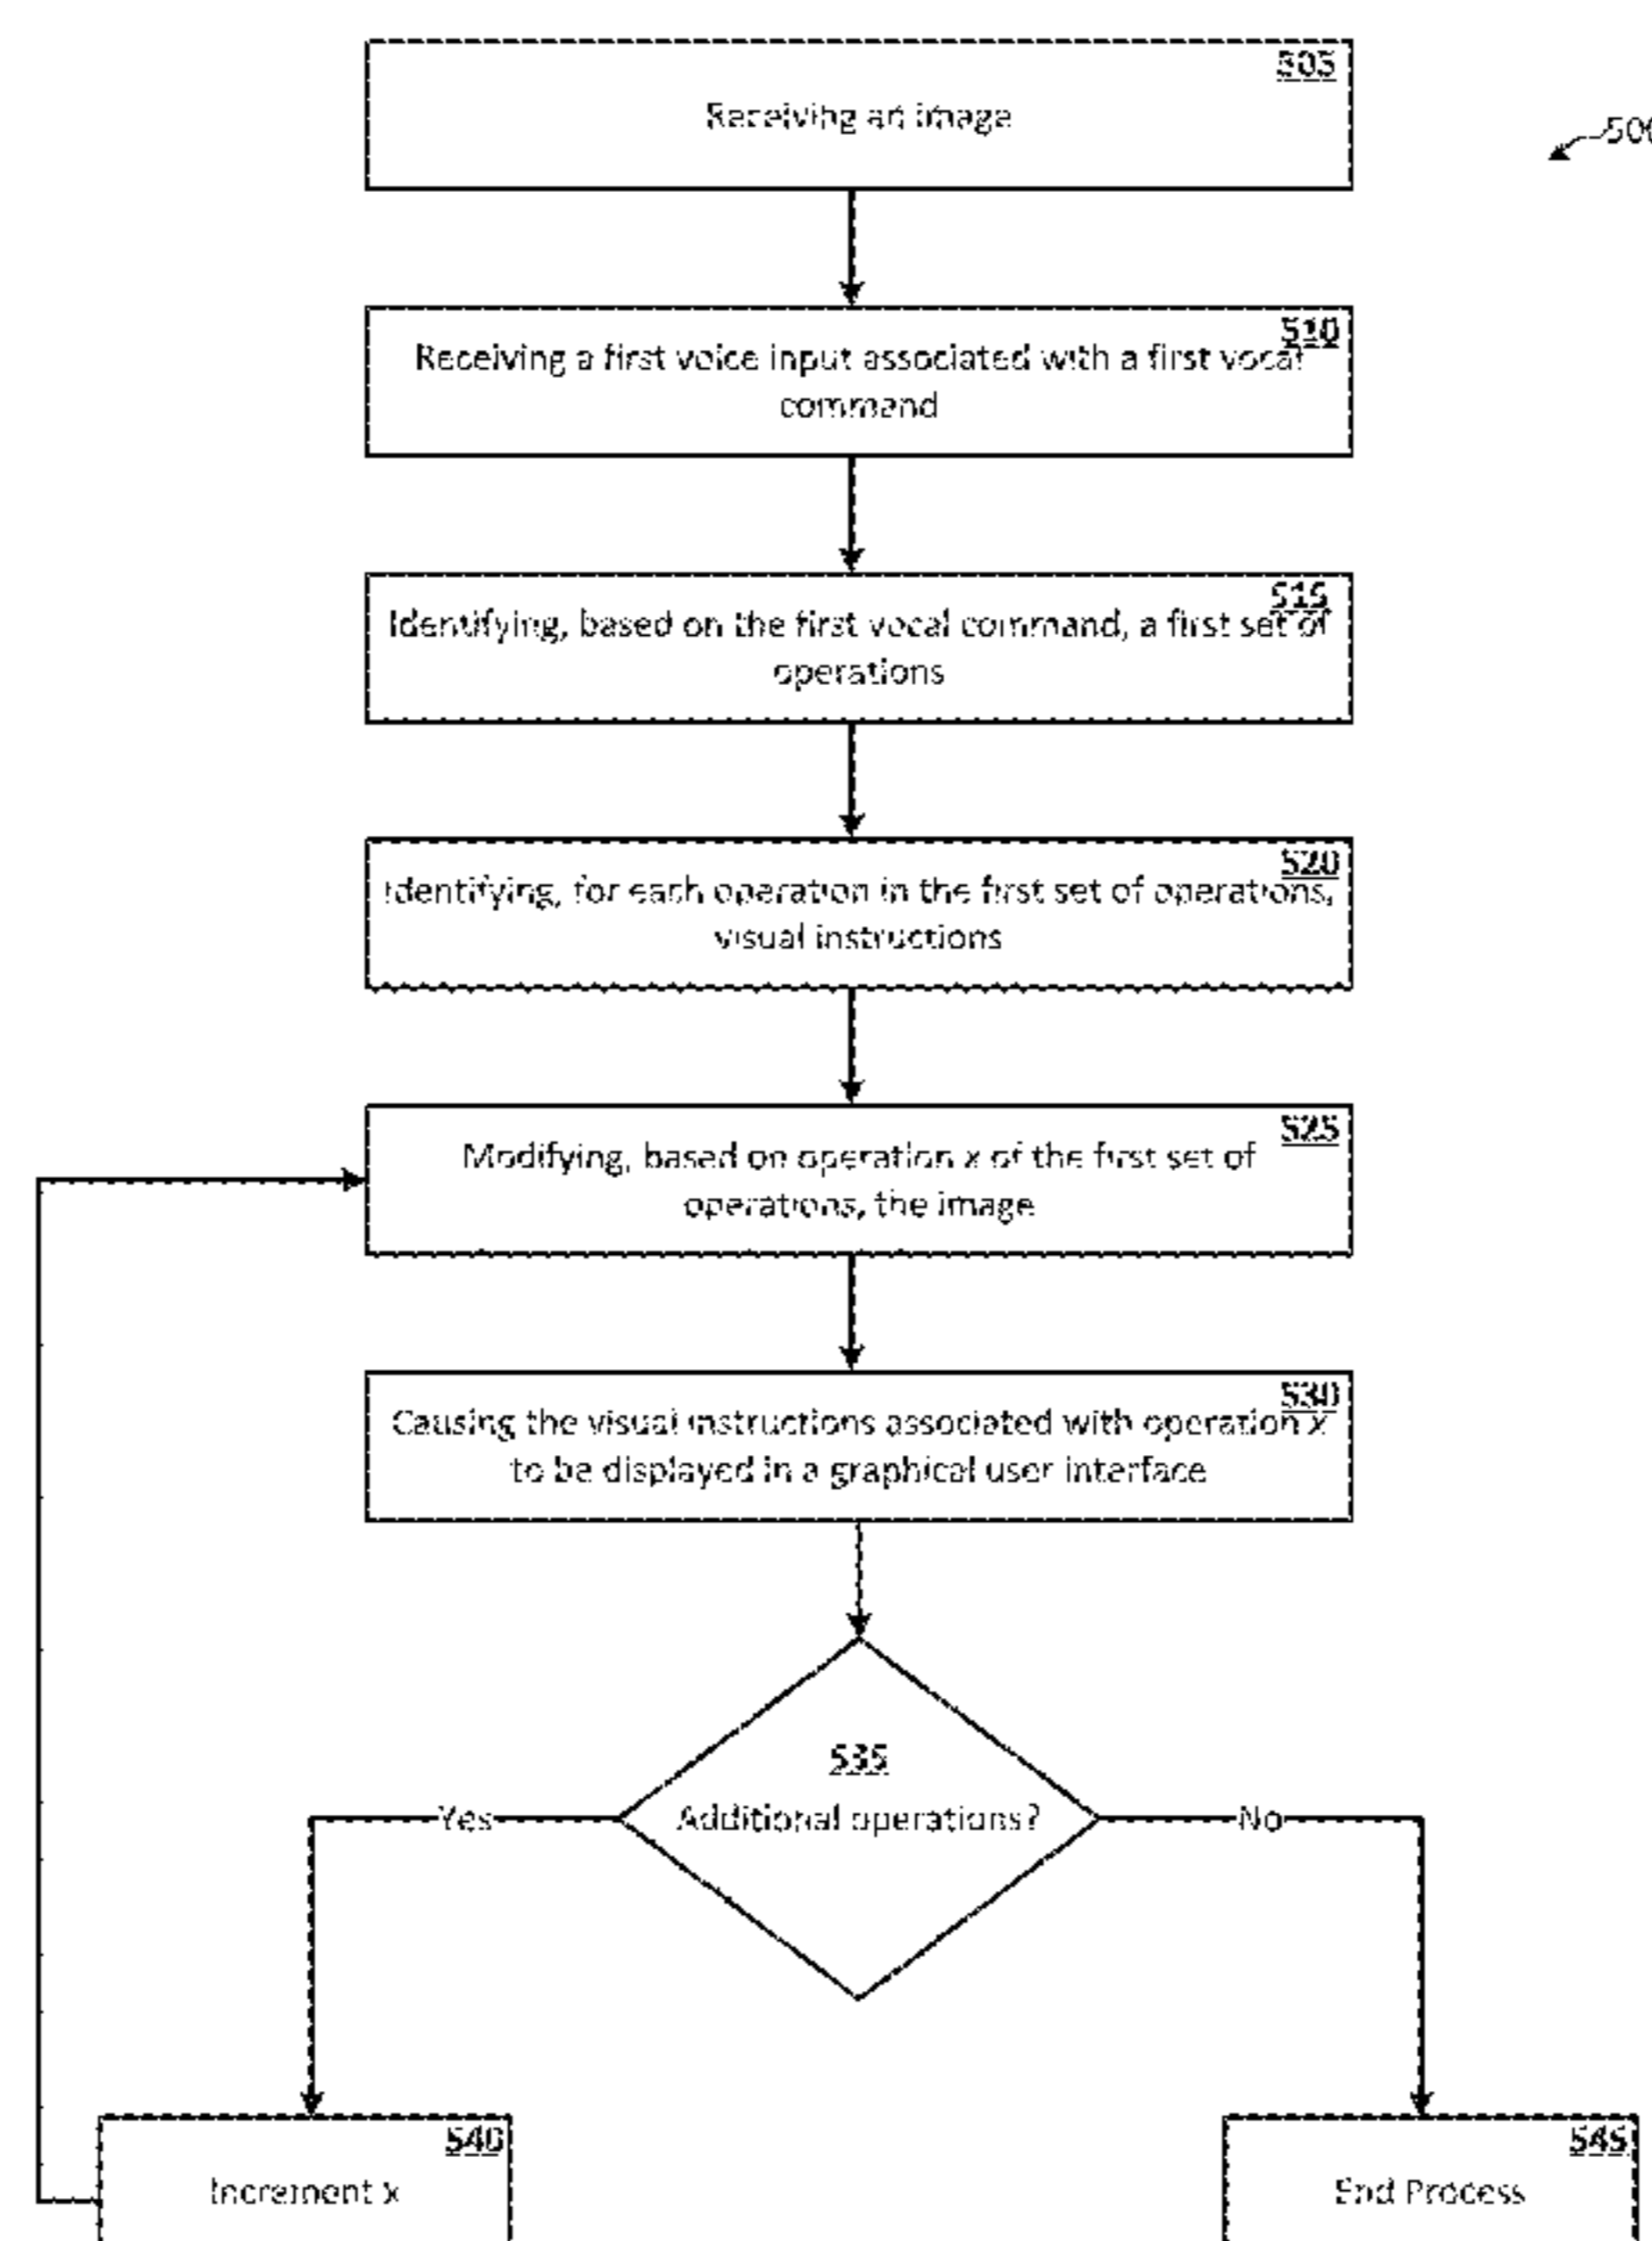 505
Receiving an image
500
510
Receiving a first voice input associated with a first vocal
command
515
Identifying, based on the first vocal command, a first set of
operations
520
Identifying, for each operation in the first set of operations,
visual instructions
525
Modifying, based on operation x of the first set of
operations, the image
530
Causing the visual instructions associated with operation x
to be displayed in a graphical user interface
535
Yes
Additional operations?
No
540
Increment x
545
End Process